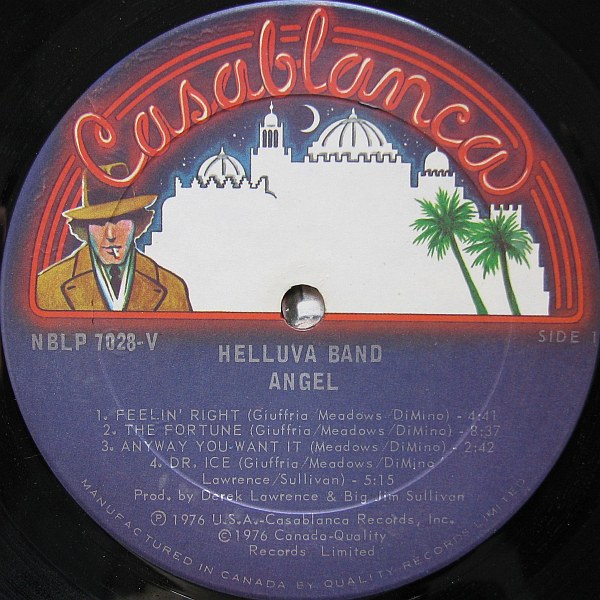 Casablanca
NBLP 7028-V
SIDE 1
HELLUVA BAND
ANGEL
1. FEELIN' RIGHT (Giuffria/Meadows/DiMino) - 4:41
2. THE FORTUNE (Giuffria/Meadows/DiMino) - 8:37
3. ANYWAY YOU-WANT IT (Meadows/DiMino) - 2:42
4. DR. ICE (Giuffria/Meadows/DiMino
Lawrence/Sullivan) - 5:15
Prod. by Derek Lawrence & Big Jim Sullivan
Ⓟ 1976 U.S.A.-Casablanca Records, Inc.
©1976 Canada-Quality
Records Limited
MANUFACTURED IN CANADA BY QUALITY RECORDS LIMITED